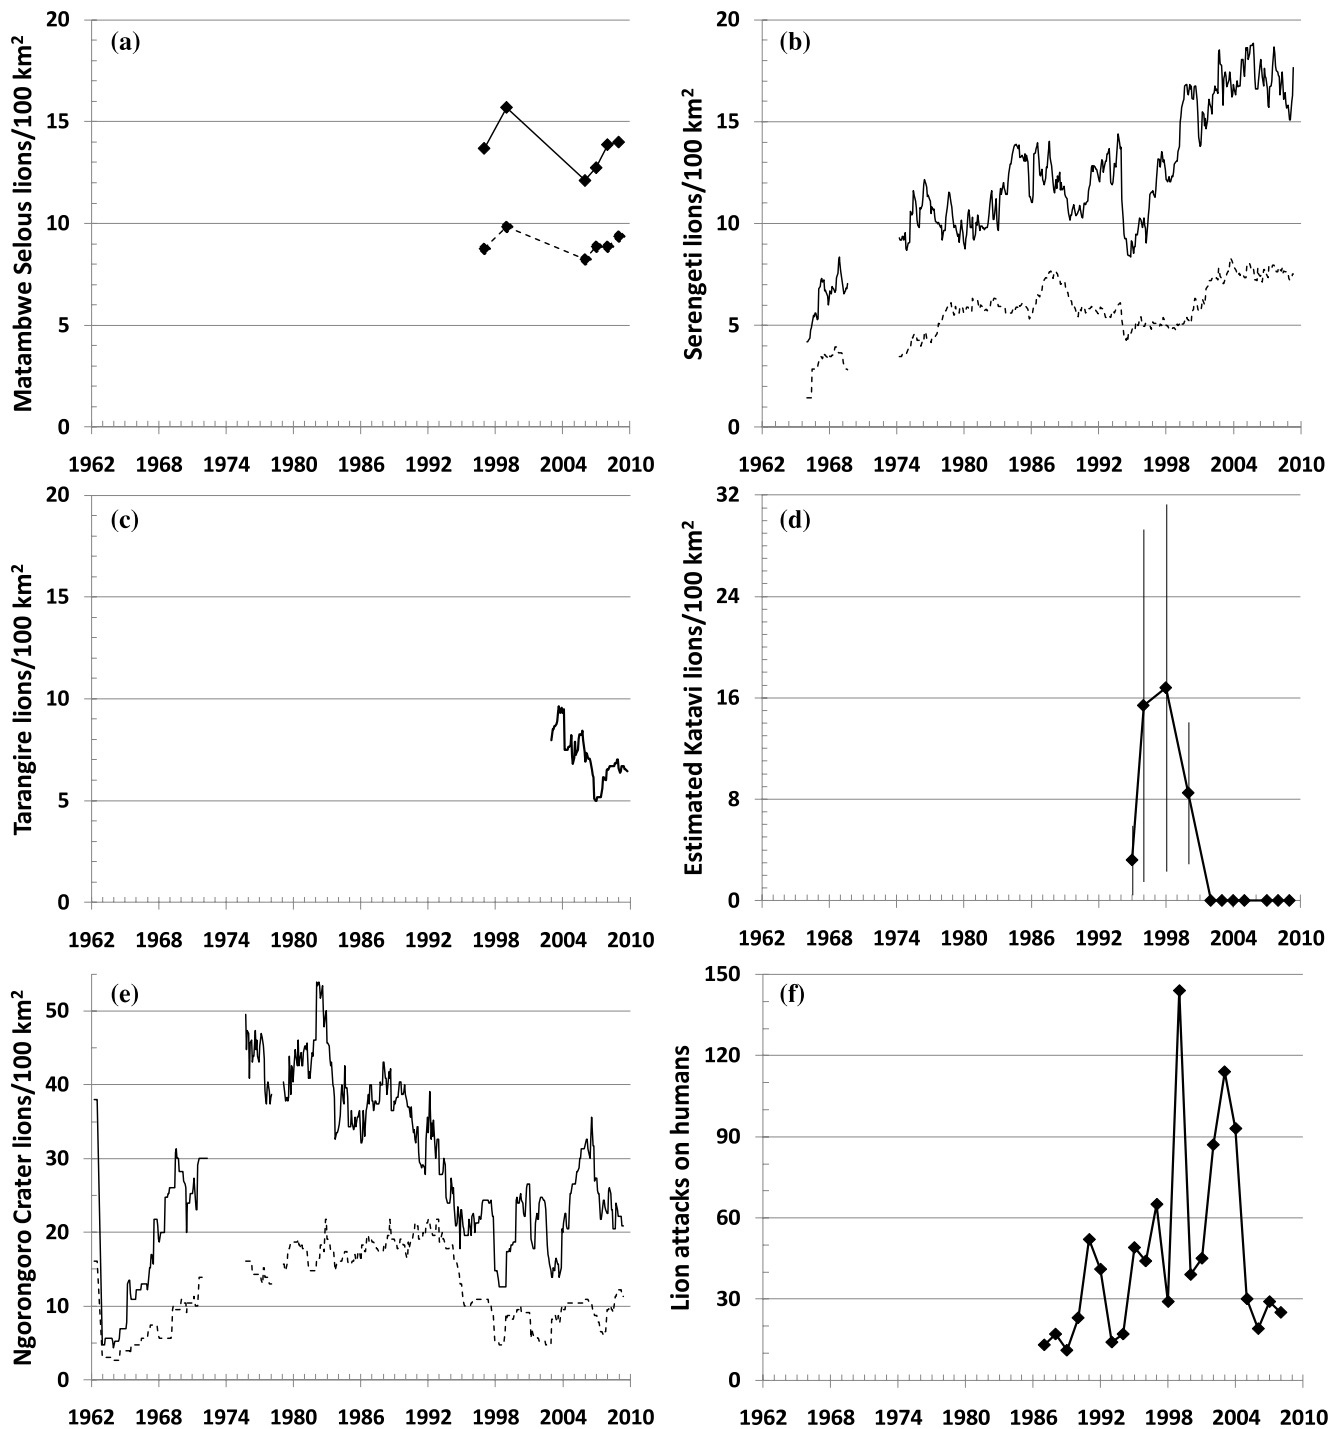 (a)
Matambwe Selous lions/100 km²
20
15
10
5
0
1962 1968 1974 1980 1986 1992 1998 2004 2010
(b)
Serengeti lions/100 km²
20
15
10
5
0
1962 1968 1974 1980 1986 1992 1998 2004 2010
(c)
Tarangire lions/100 km²
20
15
10
5
0
1962 1968 1974 1980 1986 1992 1998 2004 2010
(d)
Estimated Katavi lions/100 km²
32
24
16
8
0
1962 1968 1974 1980 1986 1992 1998 2004 2010
(e)
Ngorongoro Crater lions/100 km²
50
40
30
20
10
0
1962 1968 1974 1980 1986 1992 1998 2004 2010
(f)
Lion attacks on humans
150
120
90
60
30
0
1962 1968 1974 1980 1986 1992 1998 2004 2010